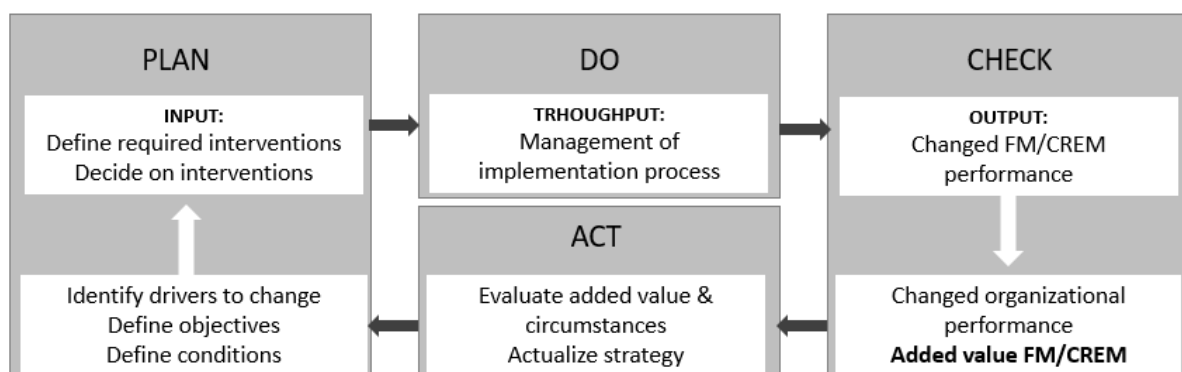 PLAN
INPUT:
Define required interventions
Decide on interventions
Identify drivers to change
Define objectives
Define conditions
DO
TRHOUGHPUT:
Management of
implementation process
CHECK
OUTPUT:
Changed FM/CREM
performance
Changed organizational
performance
Added value FM/CREM
ACT
Evaluate added value &
circumstances
Actualize strategy